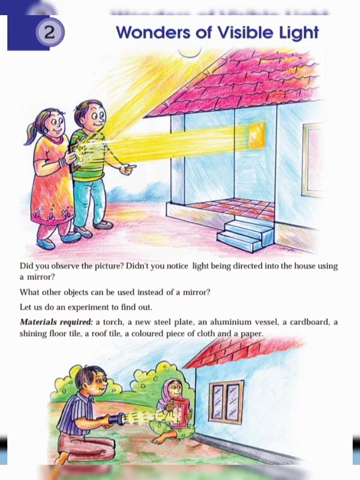 2
Wonders of Visible Light
Did you observe the picture? Didn't you notice light being directed into the house using
a mirror?
What other objects can be used instead of a mirror?
Let us do an experiment to find out.
Materials required: a torch, a new steel plate, an aluminium vessel, a cardboard, a
shining floor tile, a roof tile, a coloured piece of cloth and a paper.